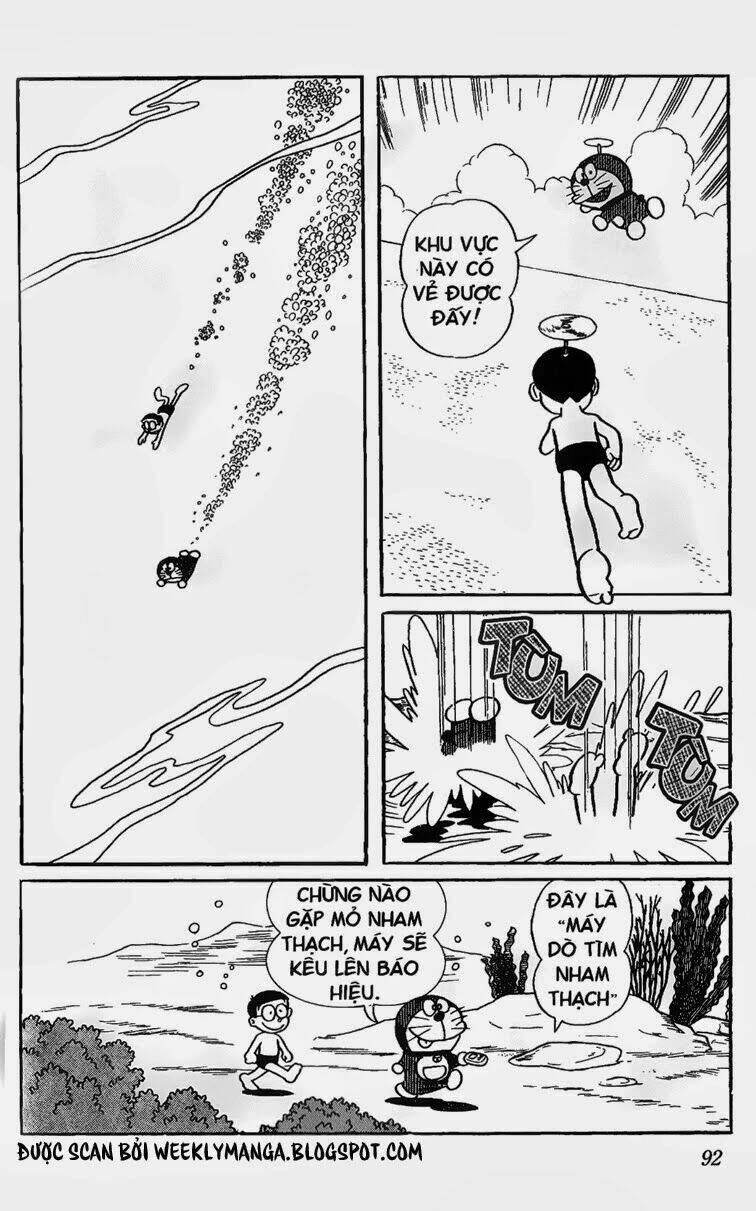 KHU VỰC
NÀY CÓ
VẺ ĐƯỢC
ĐẤY!
TÙM
TÙM
ĐÂY LÀ
"MÁY
DÒ TÌM
NHAM
THẠCH"
CHỪNG NÀO
GẶP MỎ NHAM
THẠCH, MÁY SẼ
KÊU LÊN BÁO
HIỆU.
ĐƯỢC SCAN BỞI WEEKLYMANGA.BLOGSPOT.COM
92